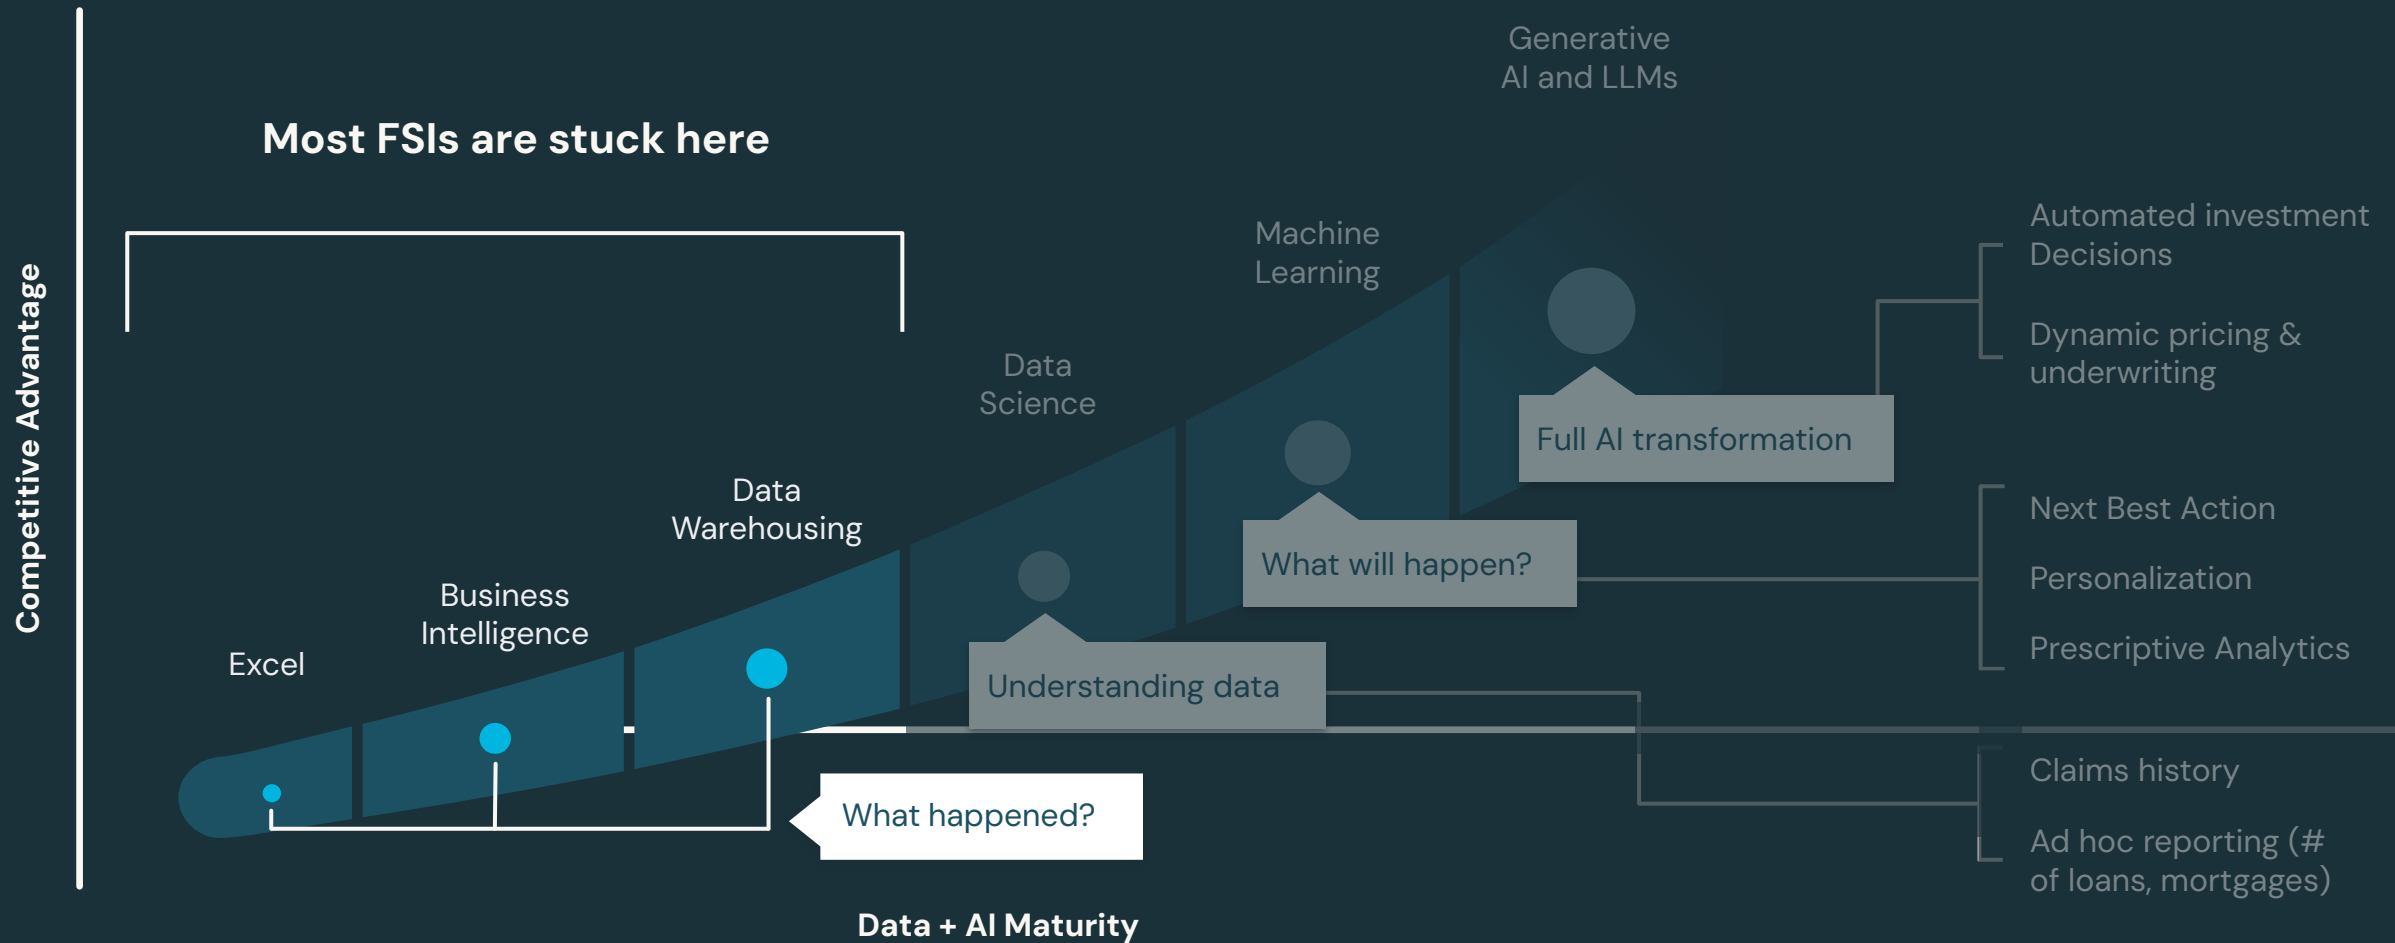 Generative
AI and LLMs
Most FSIs are stuck here
Automated investment
Decisions
Machine
Learning
Dynamic pricing &
underwriting
Data
Science
Full AI transformation
Competitive Advantage
Data
Warehousing
Next Best Action
What will happen?
Personalization
Business
Intelligence
Prescriptive Analytics
Excel
Understanding data
Claims history
What happened?
Ad hoc reporting (#
of loans, mortgages)
Data + AI Maturity